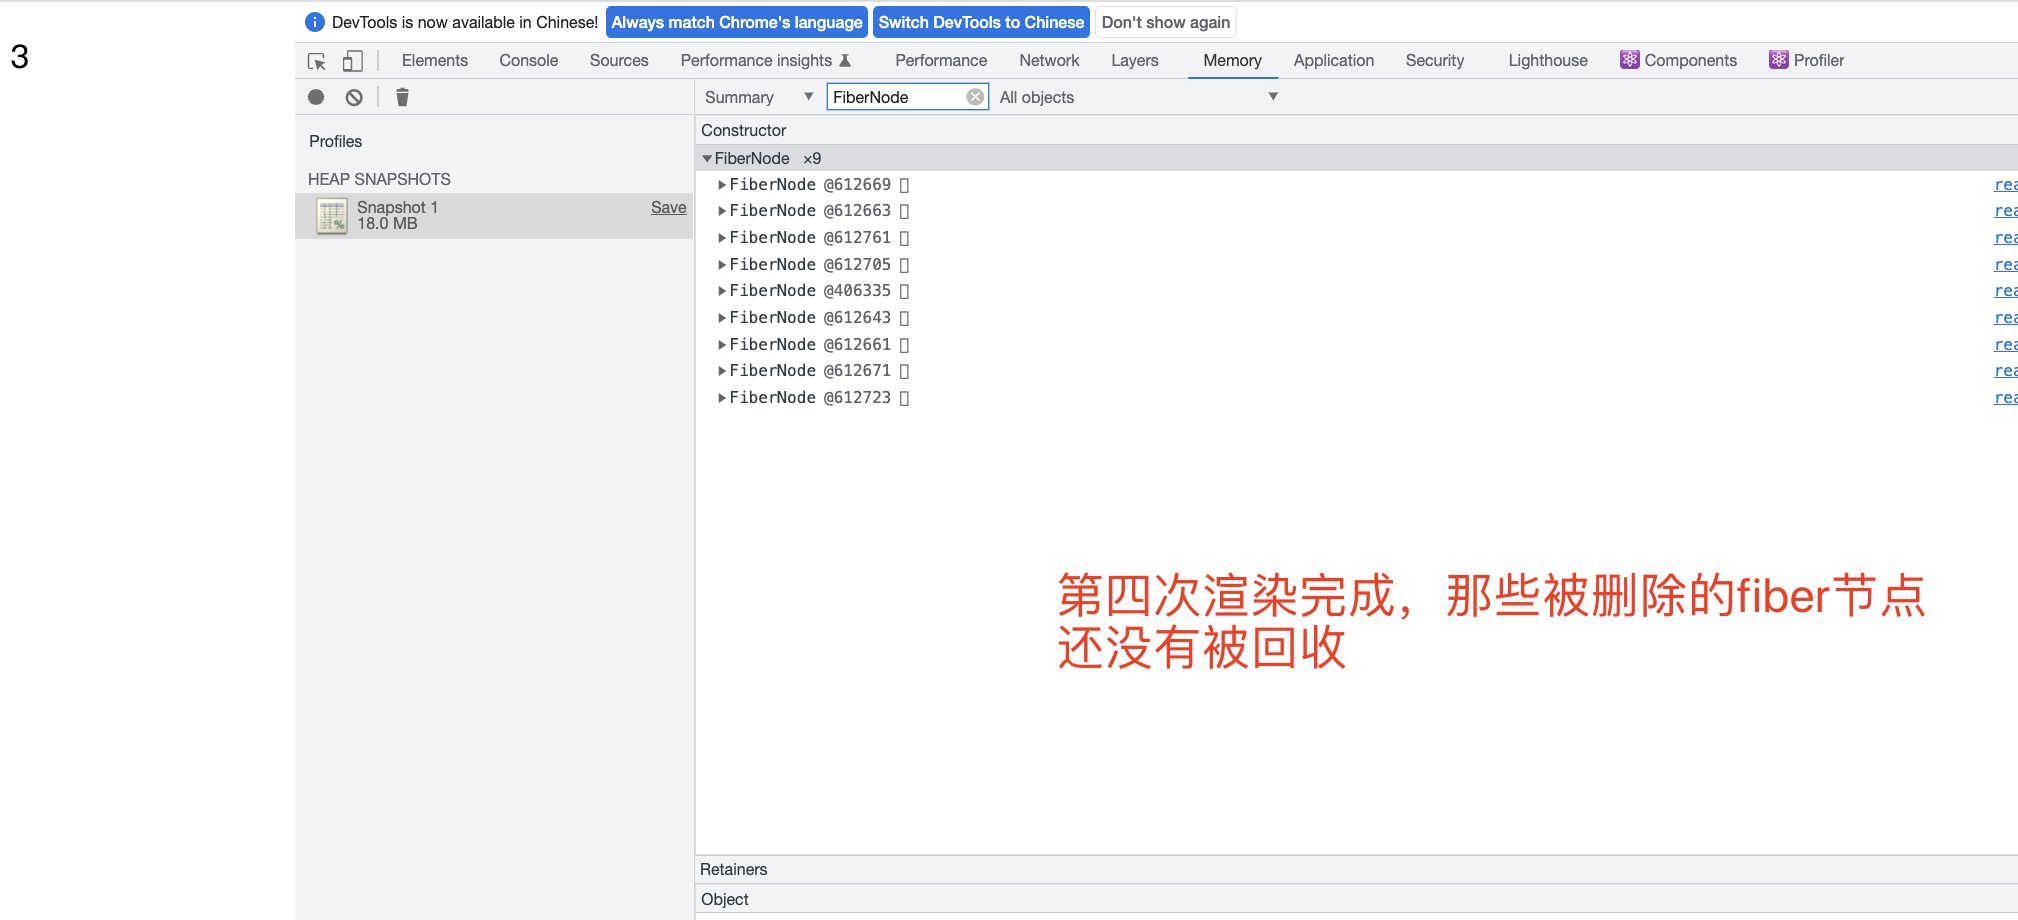 DevTools is now available in Chinese! Always match Chrome's language Switch DevTools to Chinese Don't show again
3
Elements Console Sources Performance insights Performance Network Layers Memory Application Security Lighthouse Components Profiler
Summary FiberNode All objects
Profiles
HEAP SNAPSHOTS
Snapshot 1 Save
18.0 MB
Constructor
FiberNode ×9
FiberNode @612669 rea
FiberNode @612663 rea
FiberNode @612761 rea
FiberNode @612705 rea
FiberNode @406335 rea
FiberNode @612643 rea
FiberNode @612661 rea
FiberNode @612671 rea
FiberNode @612723 rea
第四次渲染完成，那些被删除的fiber节点
还没有被回收
Retainers
Object